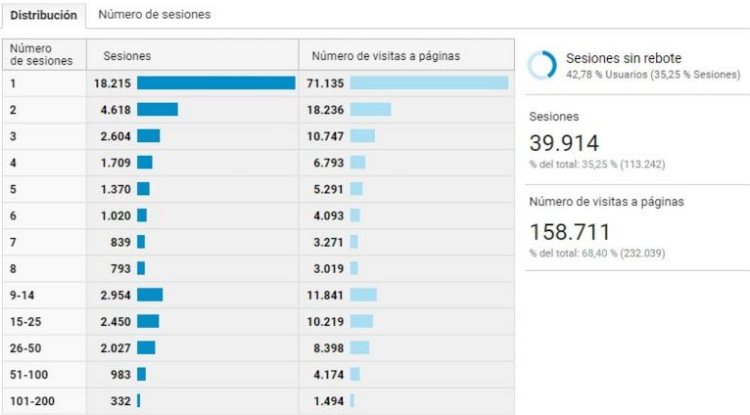 Distribución Número de sesiones
Número de sesiones Sesiones Número de visitas a páginas
1 18.215 71.135
2 4.618 18.236
3 2.604 10.747
4 1.709 6.793
5 1.370 5.291
6 1.020 4.093
7 839 3.271
8 793 3.019
9-14 2.954 11.841
15-25 2.450 10.219
26-50 2.027 8.398
51-100 983 4.174
101-200 332 1.494
Sesiones sin rebote
42,78 % Usuarios (35,25 % Sesiones)
Sesiones
39.914
% del total: 35,25 % (113.242)
Número de visitas a páginas
158.711
% del total: 68,40 % (232.039)